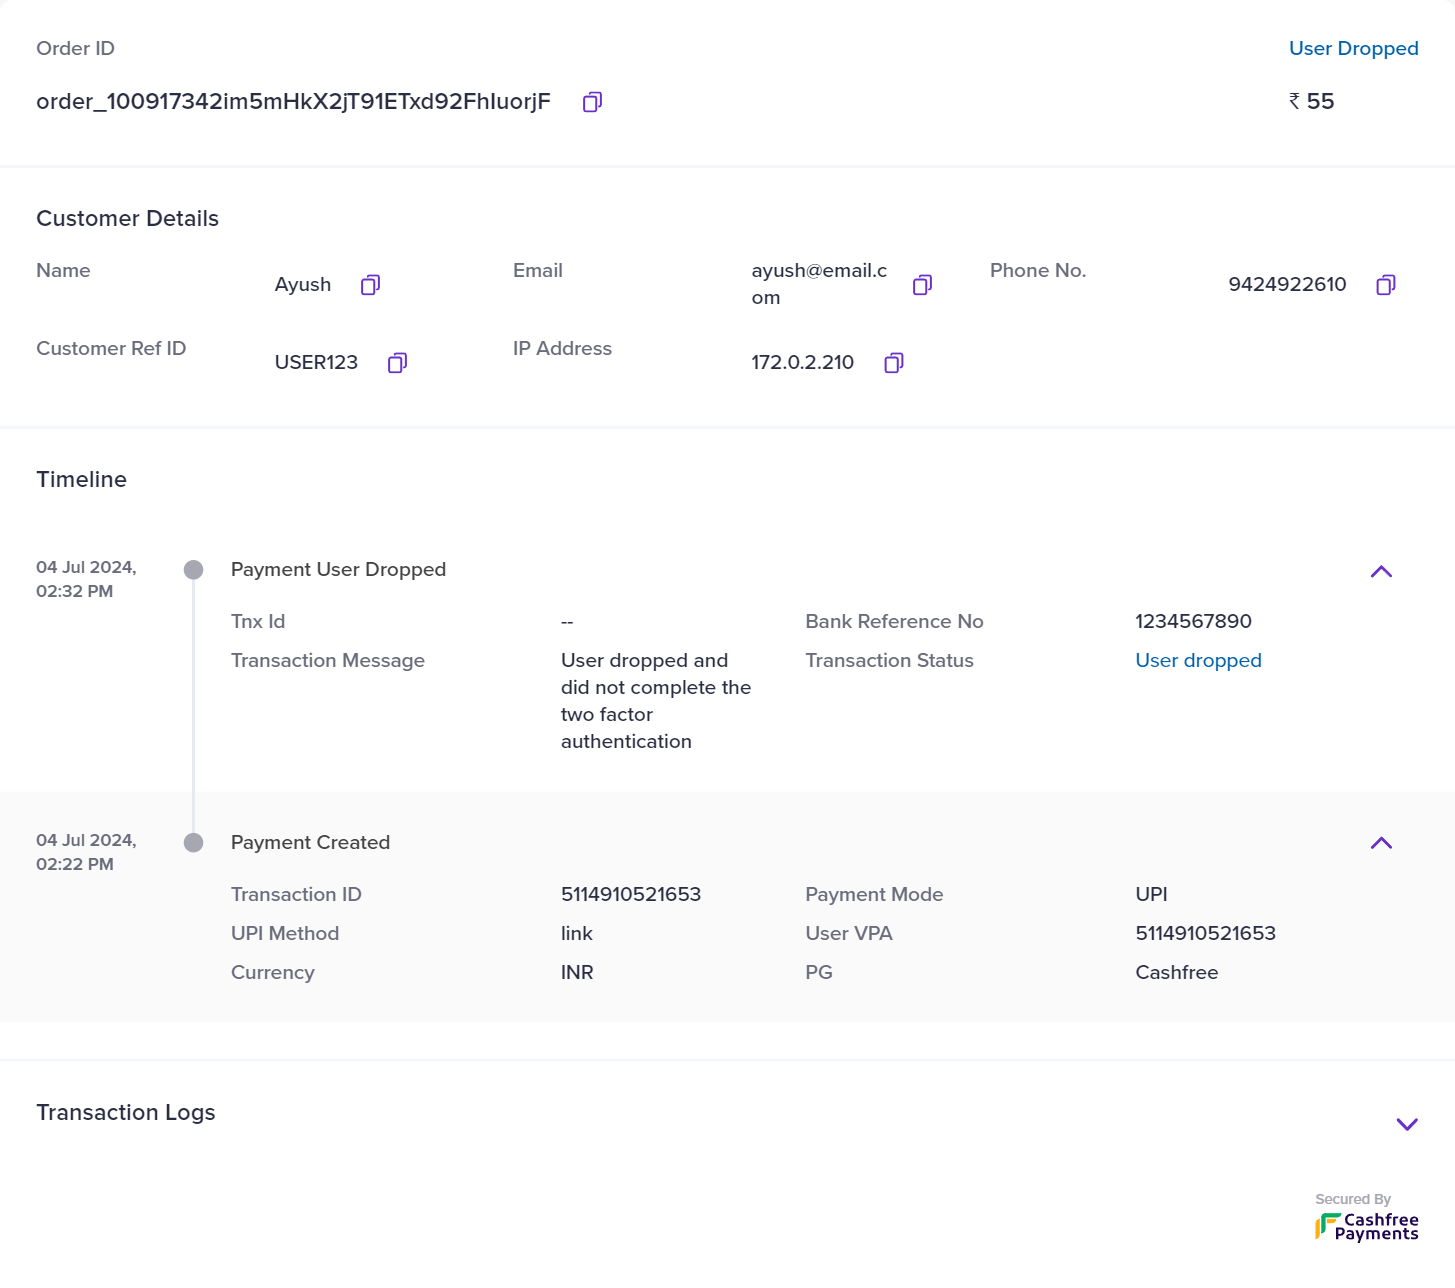 Order ID
User Dropped
order_100917342im5mHkX2jT91ETxd92FhIuorjF
₹ 55
Customer Details
Name
Ayush
Email
ayush@email.c
om
Phone No.
9424922610
Customer Ref ID
USER123
IP Address
172.0.2.210
Timeline
04 Jul 2024,
02:32 PM
Payment User Dropped
Tnx Id
--
Bank Reference No
1234567890
Transaction Message
User dropped and
did not complete the
two factor
authentication
Transaction Status
User dropped
04 Jul 2024,
02:22 PM
Payment Created
Transaction ID
5114910521653
Payment Mode
UPI
UPI Method
link
User VPA
5114910521653
Currency
INR
PG
Cashfree
Transaction Logs
Secured By
Cashfree
Payments